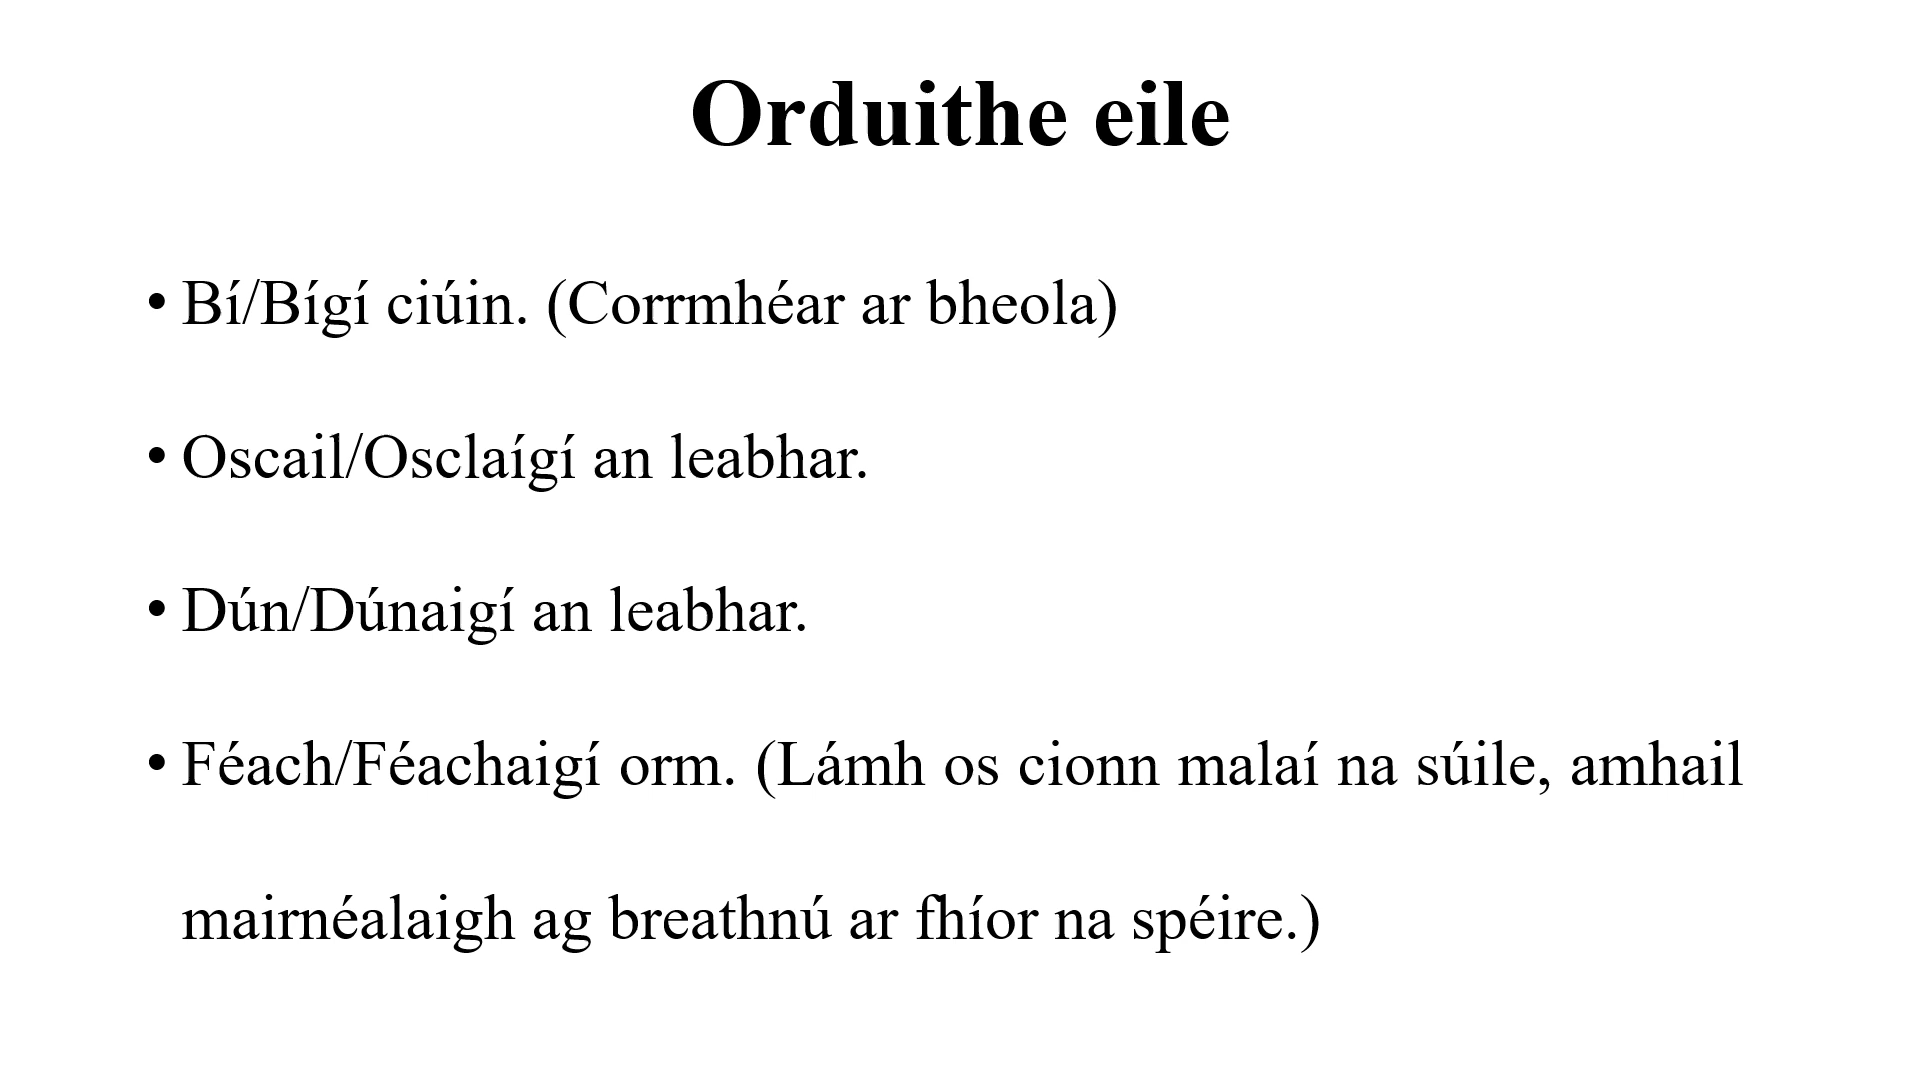 Orduithe eile
• Bí/Bígí ciúin. (Corrmhéar ar bheola)
• Oscail/Osclaígí an leabhar.
• Dún/Dúnaigí an leabhar.
• Féach/Féachaigí orm. (Lámh os cionn malaí na súile, amhail
mairnéalaigh ag breathnú ar fhíor na spéire.)